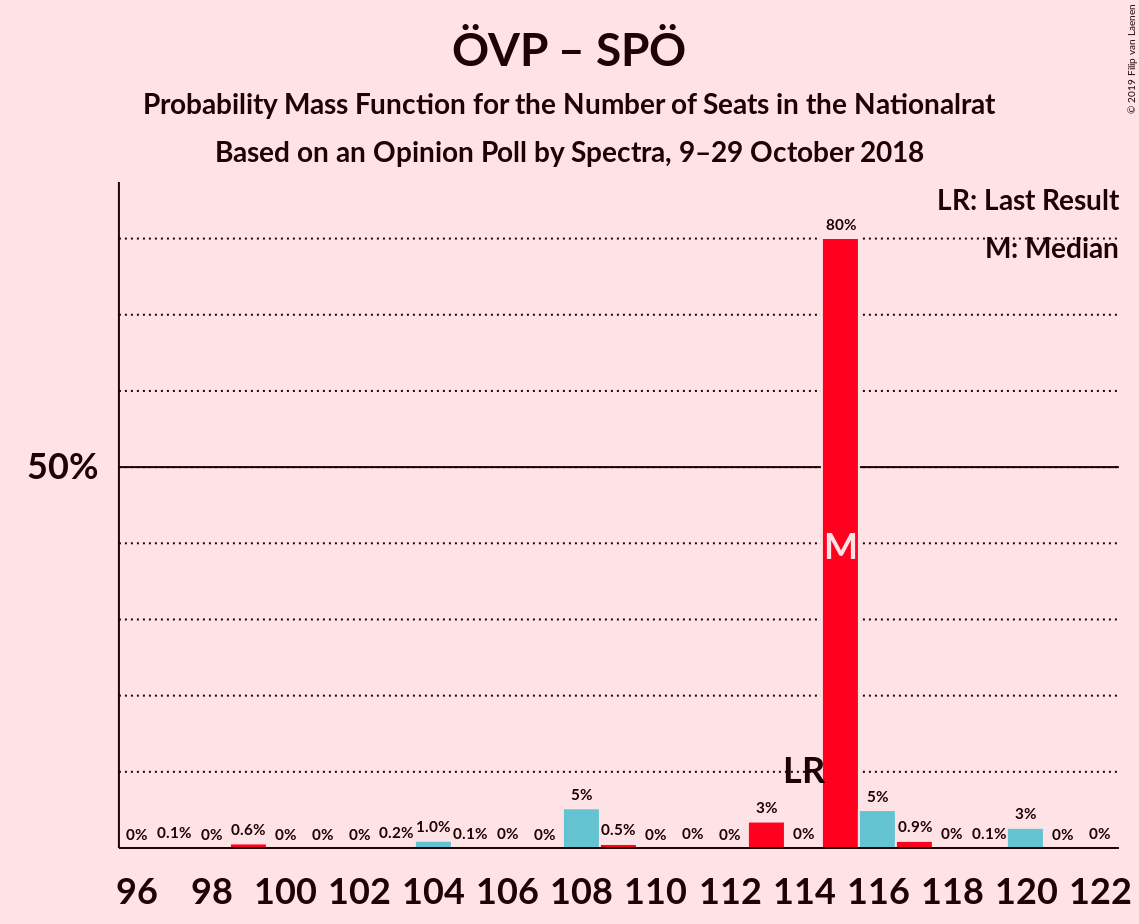 ÖVP – SPÖ
Probability Mass Function for the Number of Seats in the Nationalrat
Based on an Opinion Poll by Spectra, 9–29 October 2018
© 2019 Filip van Laenen
LR: Last Result
M: Median
50%
0% 0.1% 0% 0.6% 0% 0% 0% 0.2% 1.0% 0.1% 0% 0% 5% 0.5% 0% 0% 0% 3% 0% 80% 5% 0.9% 0% 0.1% 3% 0% 0%
M
LR
96 98 100 102 104 106 108 110 112 114 116 118 120 122